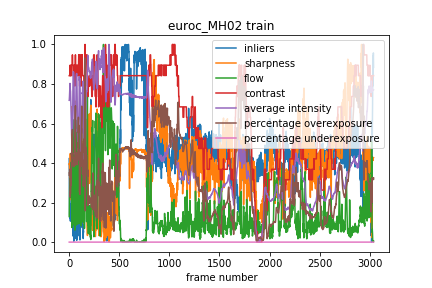 euroc_MH02 train
1.0
0.8
0.6
0.4
0.2
0.0
inliers
sharpness
flow
contrast
average intensity
percentage overexposure
percentage underexposure
0 500 1000 1500 2000 2500 3000
frame number